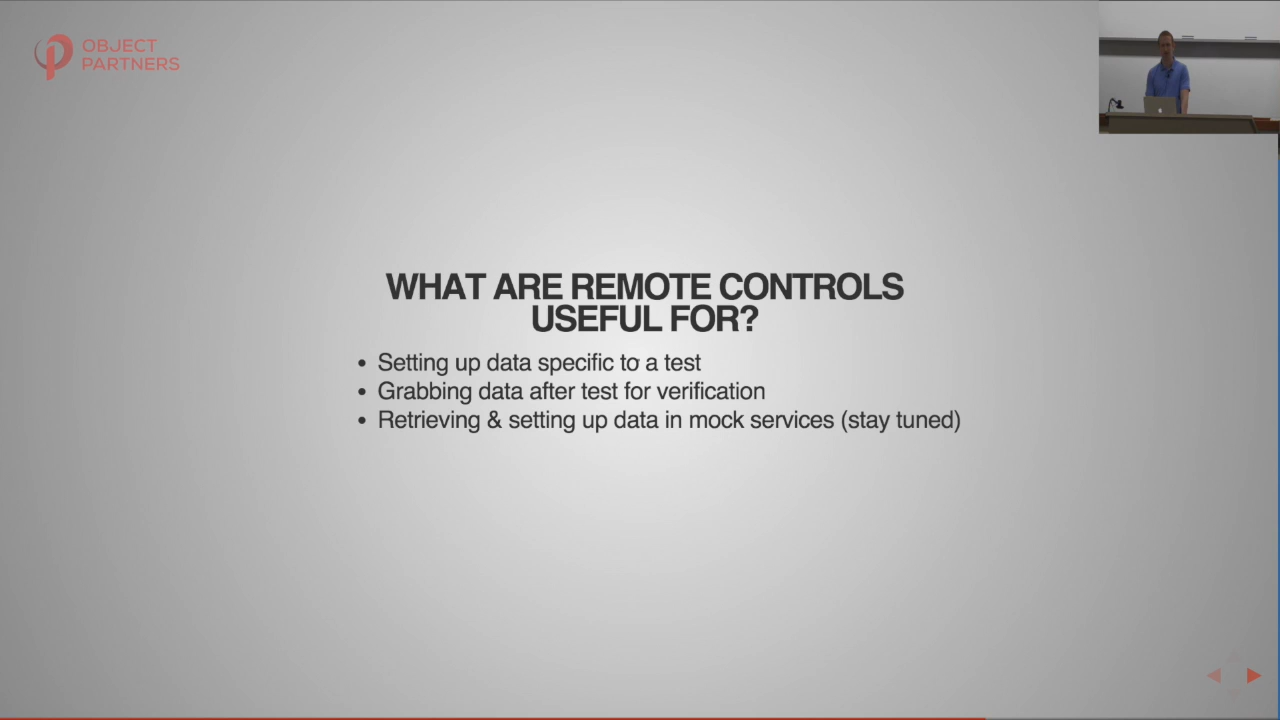 OBJECT
PARTNERS
WHAT ARE REMOTE CONTROLS
USEFUL FOR?
• Setting up data specific to a test
• Grabbing data after test for verification
• Retrieving & setting up data in mock services (stay tuned)